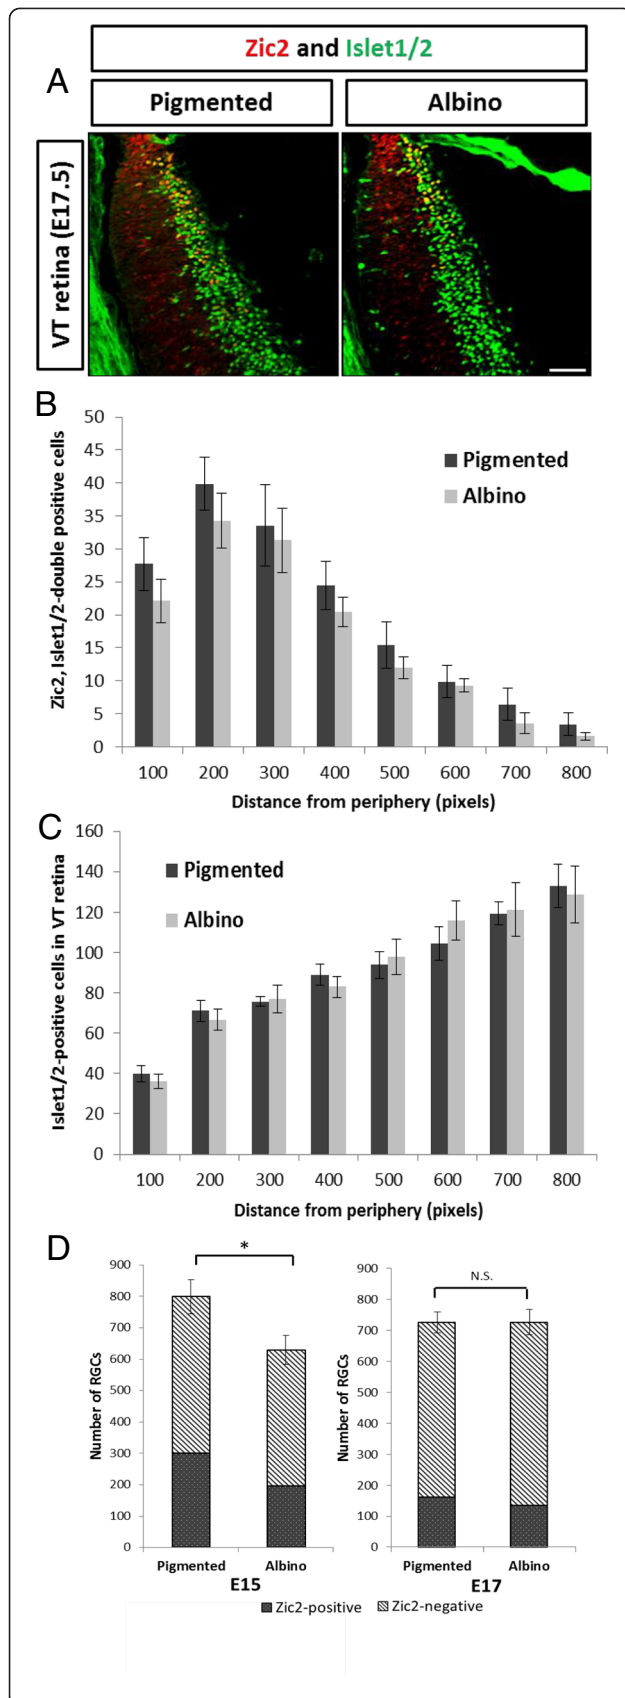 Zic2 and Islet1/2
A
Pigmented
Albino
VT retina (E17.5)
B
Zic2, Islet1/2-double positive cells
50
45
40
35
30
25
20
15
10
5
0
Pigmented
Albino
100 200 300 400 500 600 700 800
Distance from periphery (pixels)
C
Islet1/2-positive cells in VT retina
160
140
120
100
80
60
40
20
0
Pigmented
Albino
100 200 300 400 500 600 700 800
Distance from periphery (pixels)
D
Number of RGCs
900
800
700
600
500
400
300
200
100
0
*
Pigmented Albino
E15
Number of RGCs
900
800
700
600
500
400
300
200
100
0
N.S.
Pigmented Albino
E17
Zic2-positive Zic2-negative